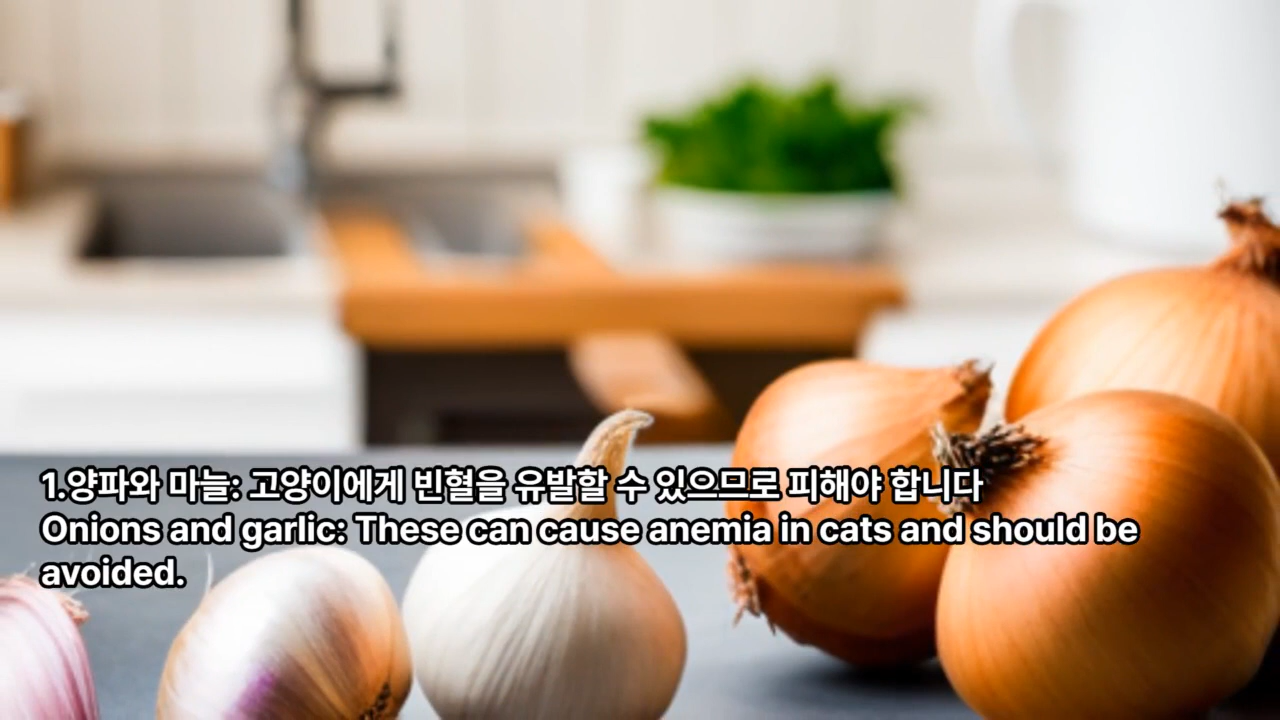 1.양파와 마늘: 고양이에게 빈혈을 유발할 수 있으므로 피해야 합니다
Onions and garlic: These can cause anemia in cats and should be
avoided.